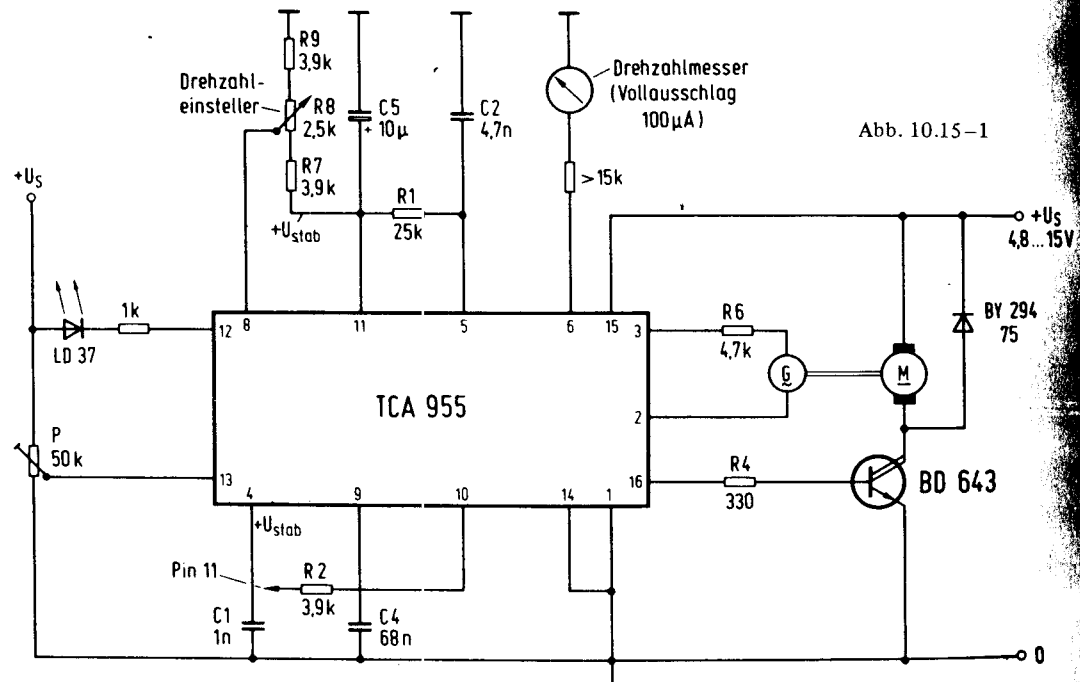 R9
3,9k
Drehzahl-
einsteller
R8
2,5k
C5
+ 10µ
C2
4,7n
Drehzahlmesser
(Vollausschlag
100µA)
Abb. 10.15-1
R7
3,9k
>15k
+Us
R1
25k
+Ustab
+Us
4,8...15V
1k
LD 37
12
8
11
5
6
15
3
R6
4,7k
BY 294
75
G
M
TCA 955
2
P
50k
13
16
R4
330
BD 643
4
9
10
14
1
+Ustab
Pin 11
R2
3,9k
C1
1n
C4
68n
0